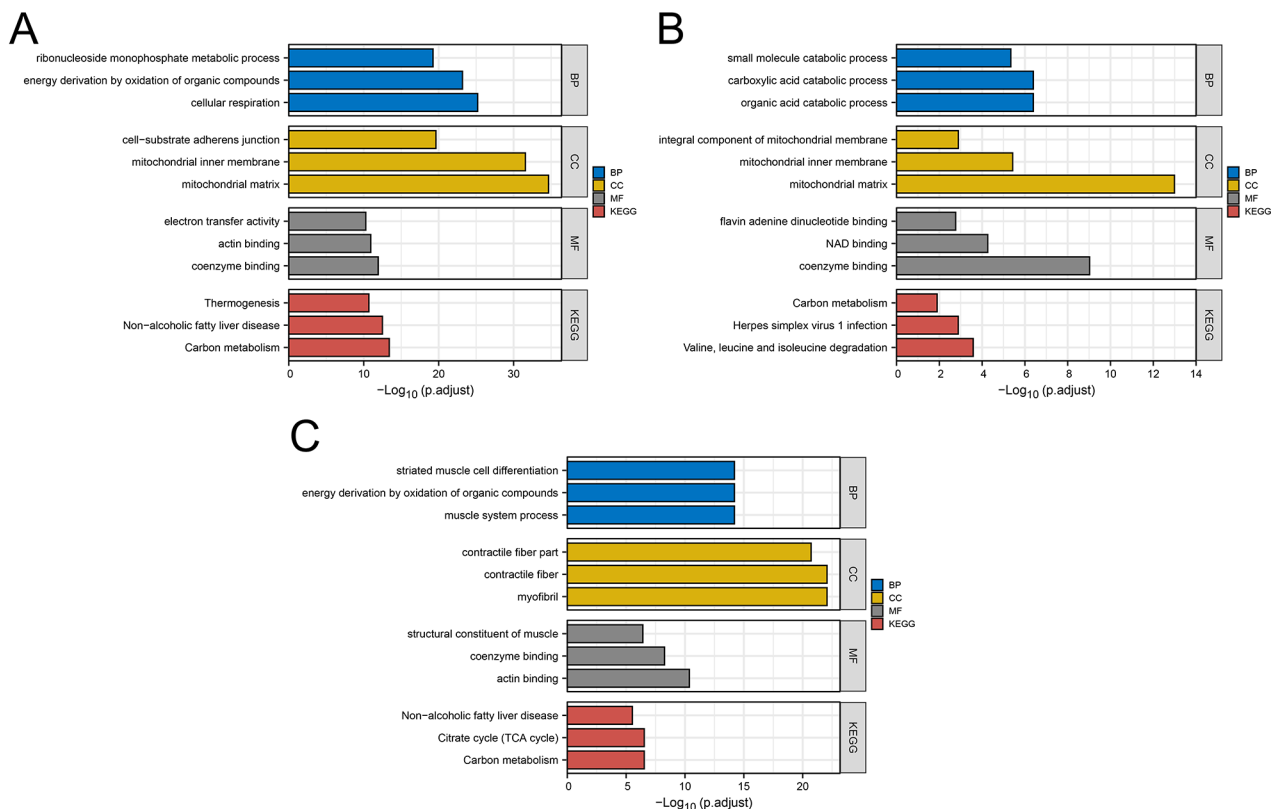 A
ribonucleoside monophosphate metabolic process
energy derivation by oxidation of organic compounds
cellular respiration
BP
cell−substrate adherens junction
mitochondrial inner membrane
mitochondrial matrix
CC
electron transfer activity
actin binding
coenzyme binding
MF
Thermogenesis
Non−alcoholic fatty liver disease
Carbon metabolism
KEGG
0 10 20 30
−Log10 (p.adjust)
BP
CC
MF
KEGG
B
small molecule catabolic process
carboxylic acid catabolic process
organic acid catabolic process
BP
integral component of mitochondrial membrane
mitochondrial inner membrane
mitochondrial matrix
CC
flavin adenine dinucleotide binding
NAD binding
coenzyme binding
MF
Carbon metabolism
Herpes simplex virus 1 infection
Valine, leucine and isoleucine degradation
KEGG
0 2 4 6 8 10 12 14
−Log10 (p.adjust)
BP
CC
MF
KEGG
C
striated muscle cell differentiation
energy derivation by oxidation of organic compounds
muscle system process
BP
contractile fiber part
contractile fiber
myofibril
CC
structural constituent of muscle
coenzyme binding
actin binding
MF
Non−alcoholic fatty liver disease
Citrate cycle (TCA cycle)
Carbon metabolism
KEGG
0 5 10 15 20
−Log10 (p.adjust)
BP
CC
MF
KEGG